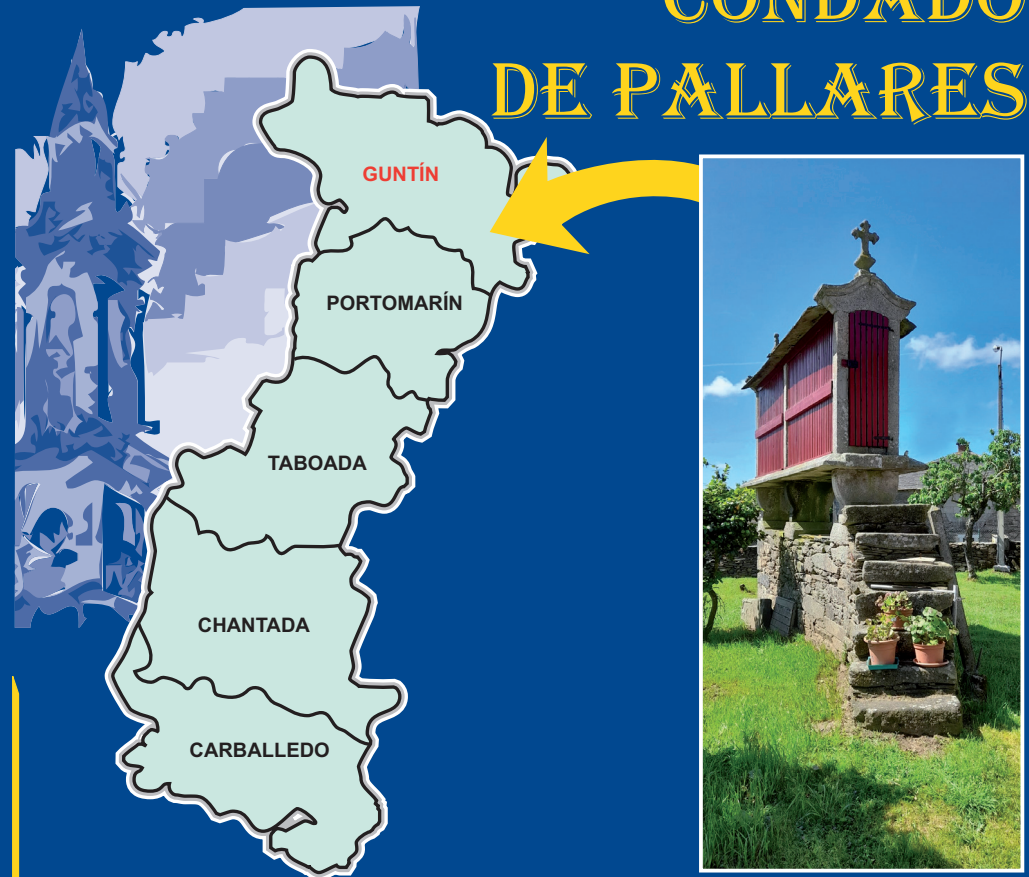 CONDADO
DE PALLARES
GUNTÍN
PORTOMARÍN
TABOADA
CHANTADA
CARBALLEDO